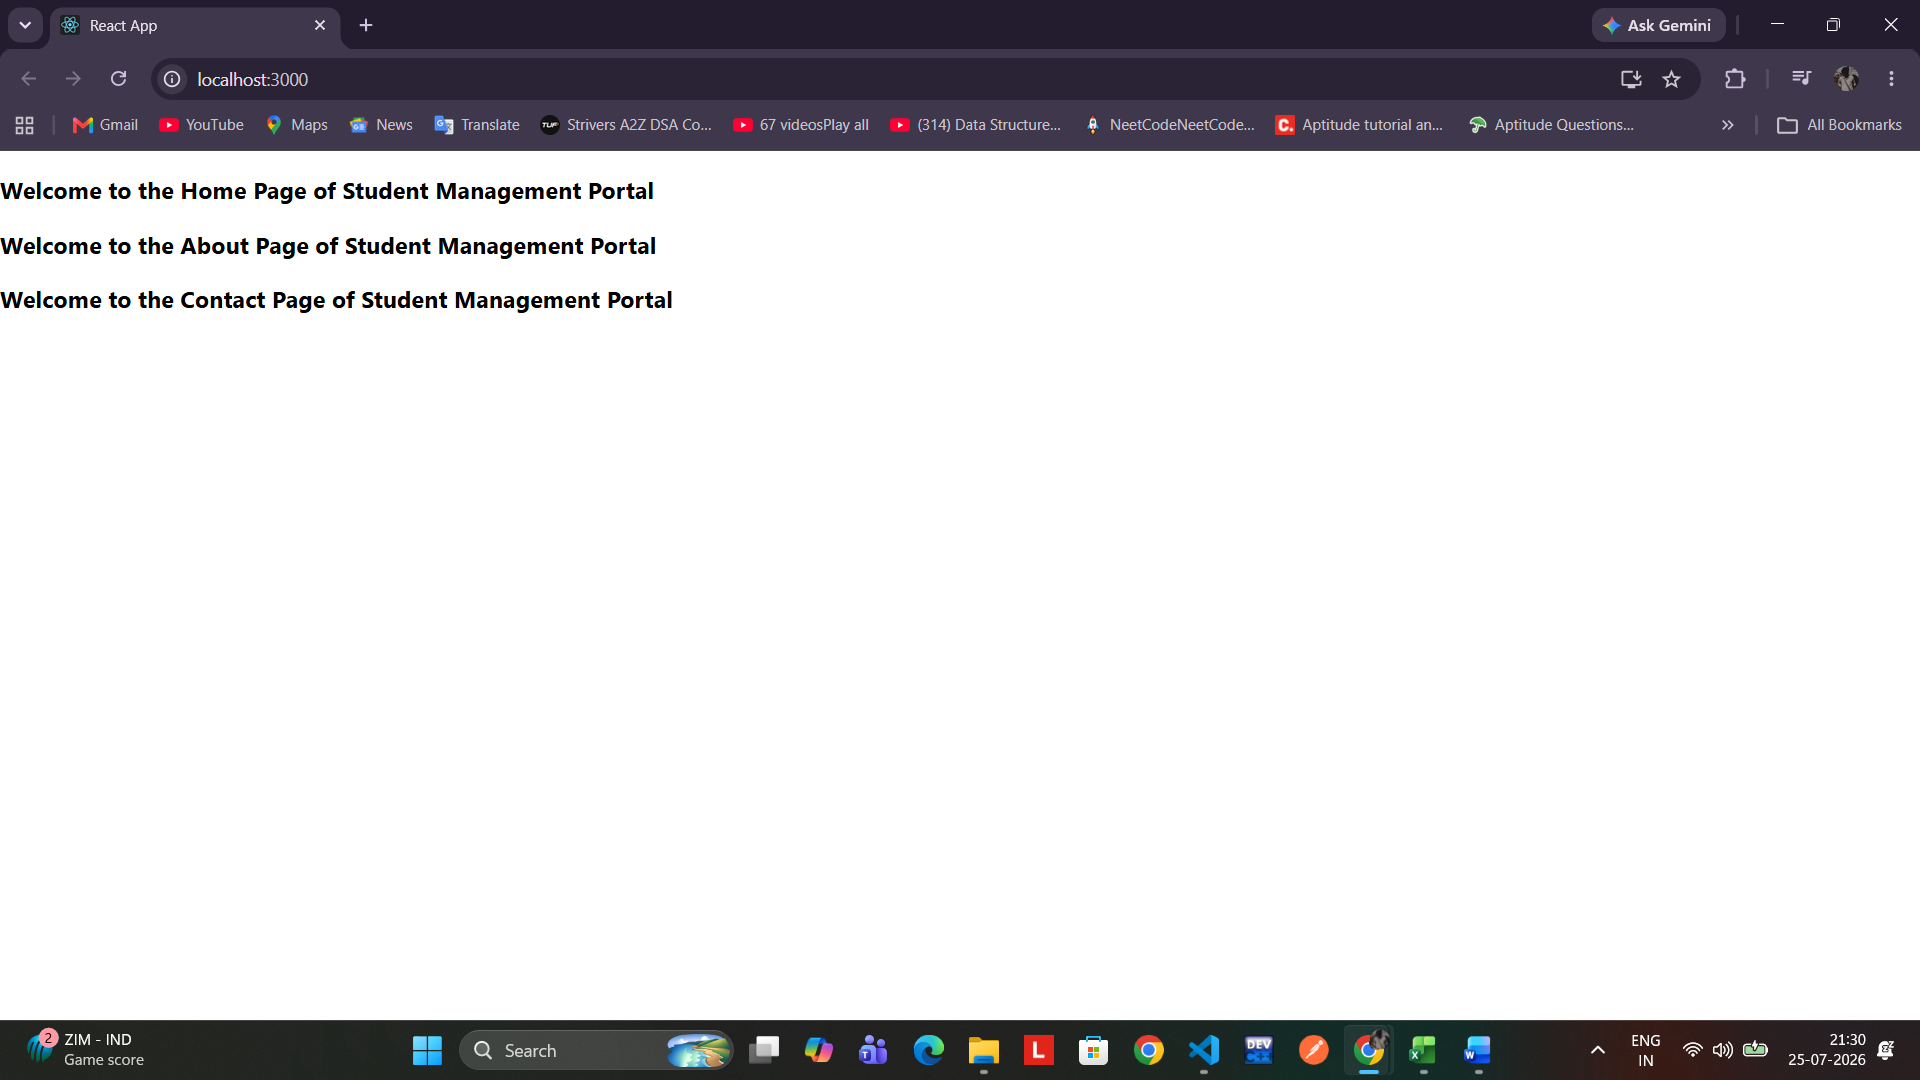 React App
Ask Gemini
localhost:3000
Gmail
YouTube
Maps
News
Translate
TUF
Strivers A2Z DSA Co...
67 videosPlay all
(314) Data Structure...
NeetCodeNeetCode...
C.
Aptitude tutorial an...
Aptitude Questions...
All Bookmarks
Welcome to the Home Page of Student Management Portal
Welcome to the About Page of Student Management Portal
Welcome to the Contact Page of Student Management Portal
2
ZIM - IND
Game score
Search
T
L
DEV
C++
X
W
ENG
IN
21:30
25-07-2026